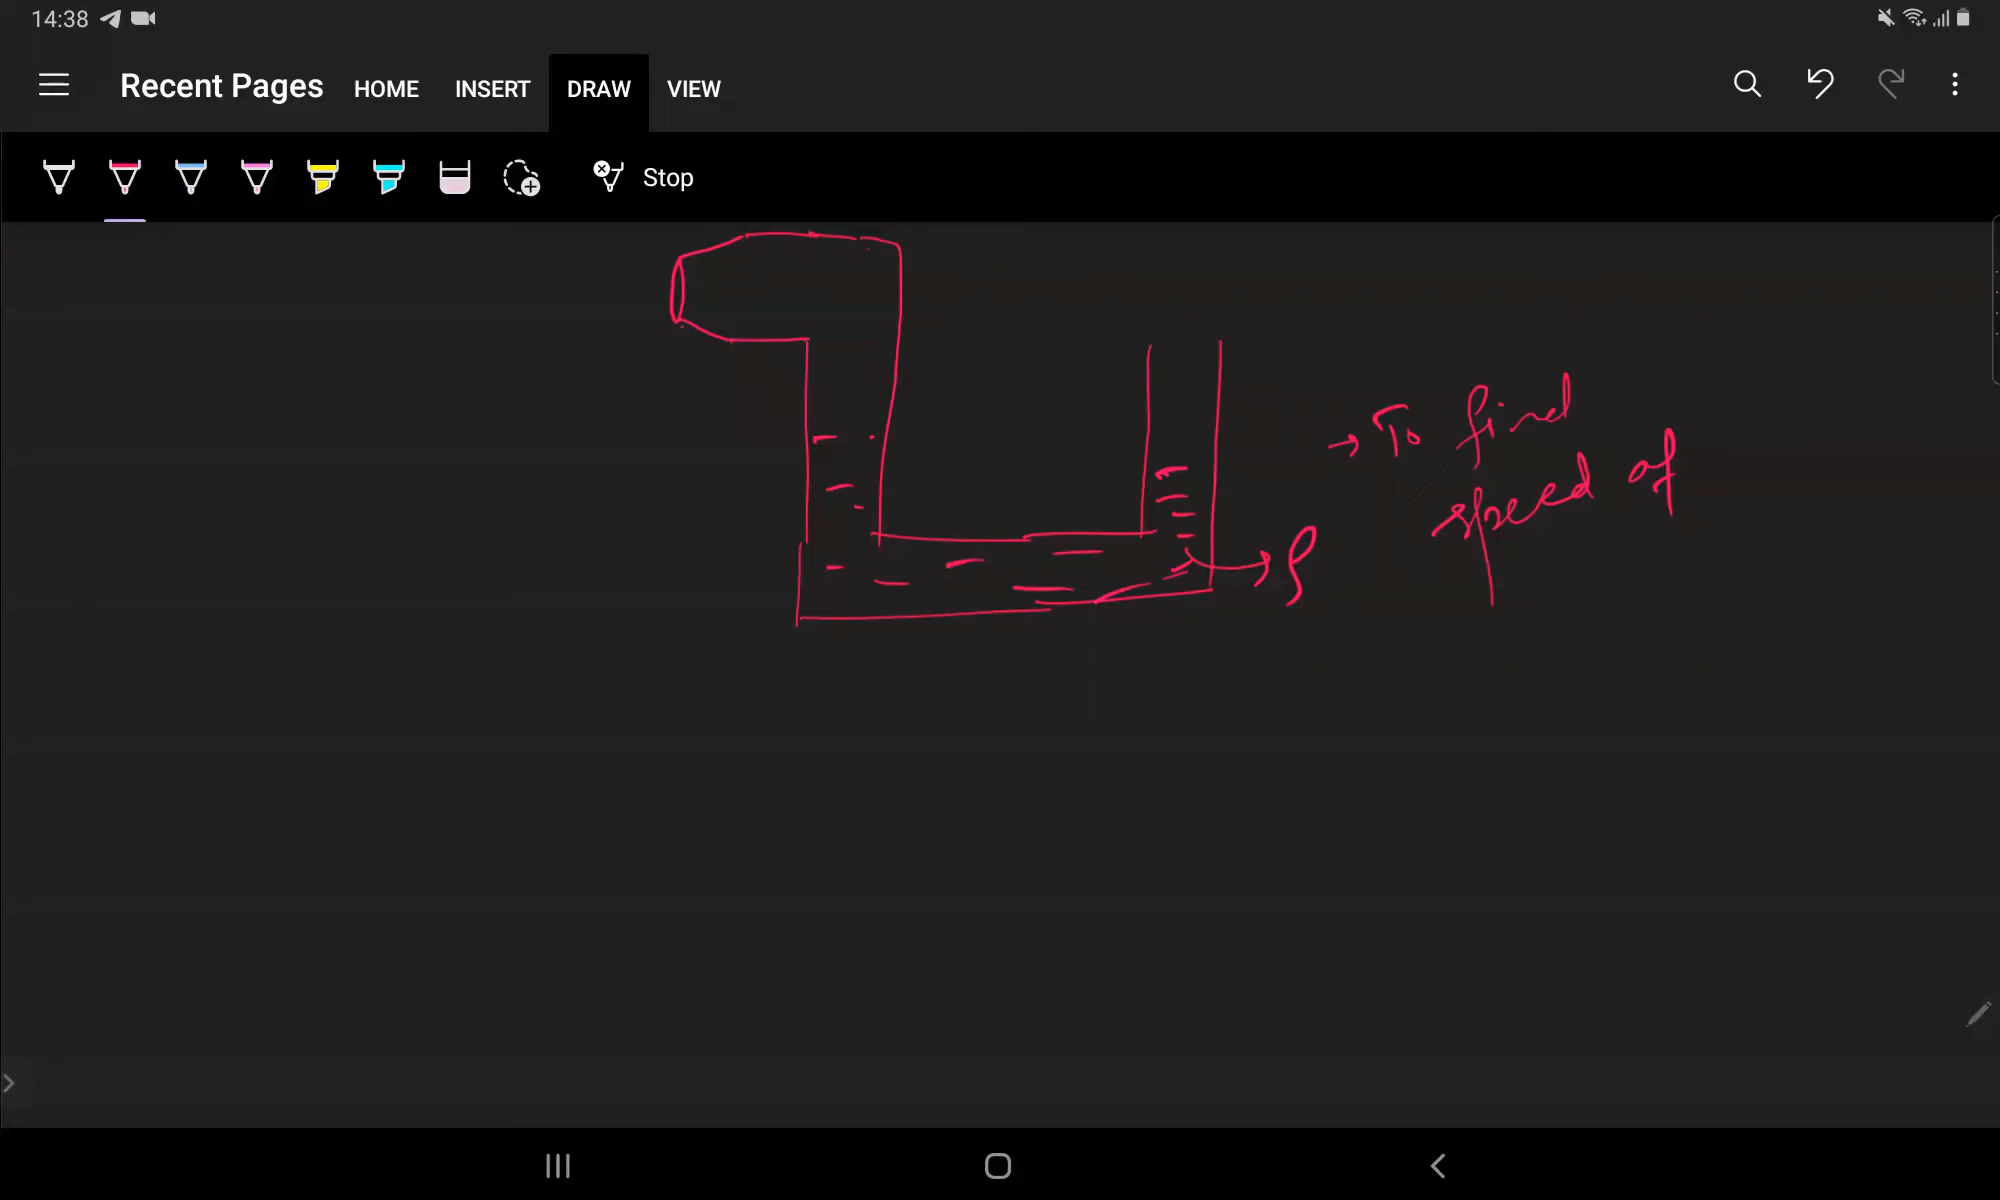 14:38
Recent Pages HOME INSERT DRAW VIEW
Stop
→ To find
speed of
→ ρ